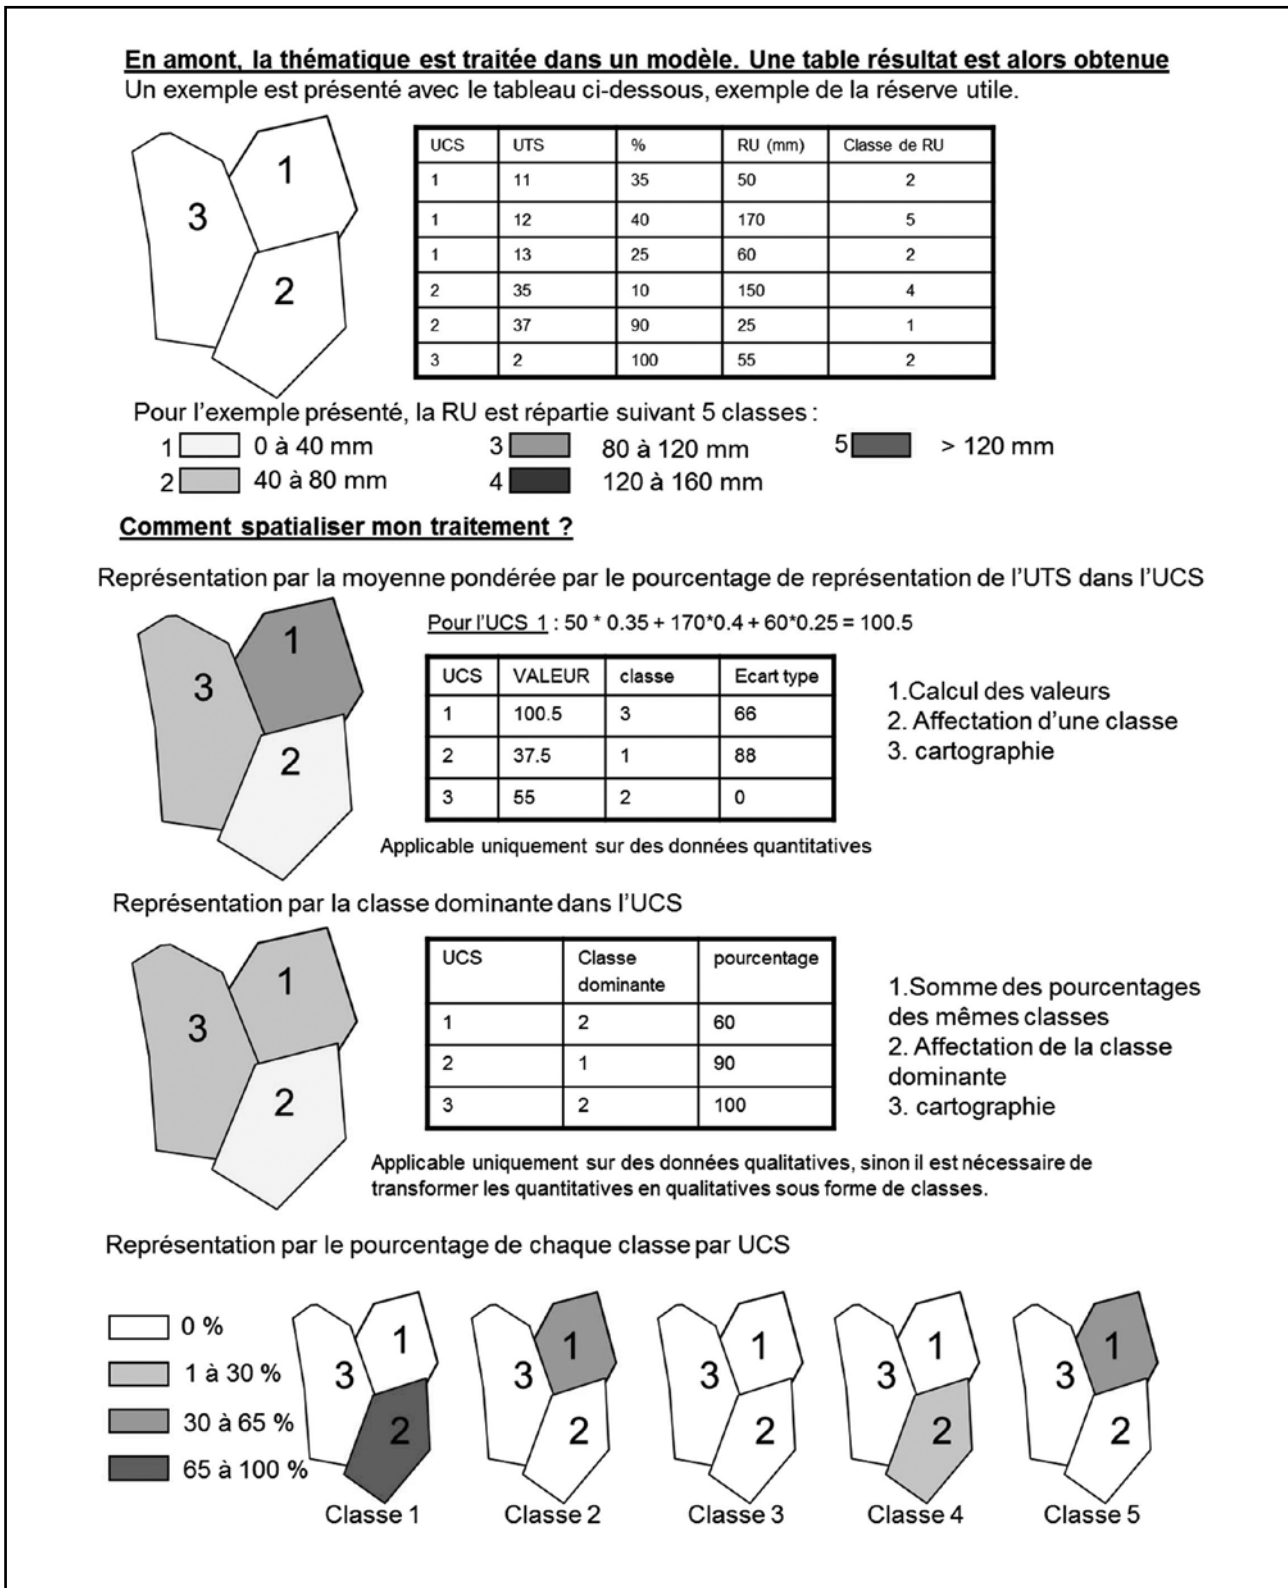 En amont, la thématique est traitée dans un modèle. Une table résultat est alors obtenue
Un exemple est présenté avec le tableau ci-dessous, exemple de la réserve utile.
1
3
2
UCS UTS % RU (mm) Classe de RU
1 11 35 50 2
1 12 40 170 5
1 13 25 60 2
2 35 10 150 4
2 37 90 25 1
3 2 100 55 2
Pour l'exemple présenté, la RU est répartie suivant 5 classes :
1 0 à 40 mm 3 80 à 120 mm 5 > 120 mm
2 40 à 80 mm 4 120 à 160 mm
Comment spatialiser mon traitement ?
Représentation par la moyenne pondérée par le pourcentage de représentation de l'UTS dans l'UCS
1
3
2
Pour l'UCS 1 : 50 * 0.35 + 170*0.4 + 60*0.25 = 100.5
UCS VALEUR classe Ecart type
1 100.5 3 66
2 37.5 1 88
3 55 2 0
1.Calcul des valeurs
2. Affectation d'une classe
3. cartographie
Applicable uniquement sur des données quantitatives
Représentation par la classe dominante dans l'UCS
1
3
2
UCS Classe dominante pourcentage
1 2 60
2 1 90
3 2 100
1.Somme des pourcentages
des mêmes classes
2. Affectation de la classe
dominante
3. cartographie
Applicable uniquement sur des données qualitatives, sinon il est nécessaire de
transformer les quantitatives en qualitatives sous forme de classes.
Représentation par le pourcentage de chaque classe par UCS
0 %
1 à 30 %
30 à 65 %
65 à 100 %
1 1 1 1 1
3 3 3 3 3
2 2 2 2 2
Classe 1 Classe 2 Classe 3 Classe 4 Classe 5